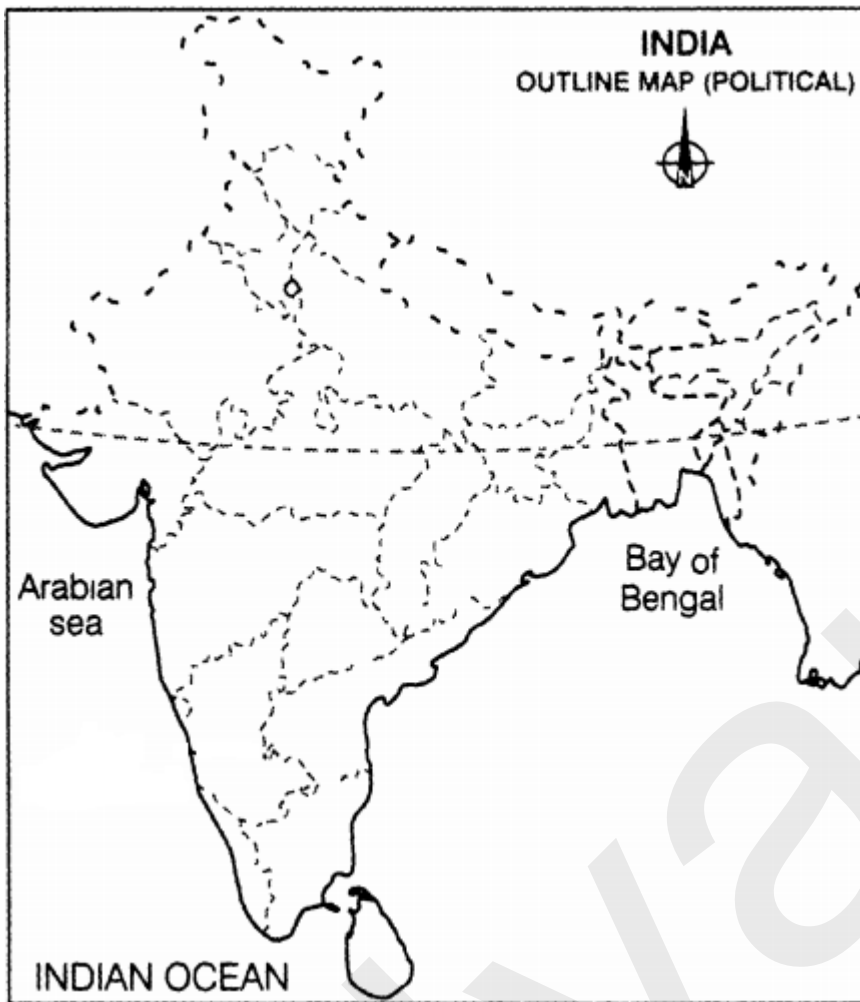 INDIA
OUTLINE MAP (POLITICAL)
N
Arabian
sea
Bay of
Bengal
INDIAN OCEAN